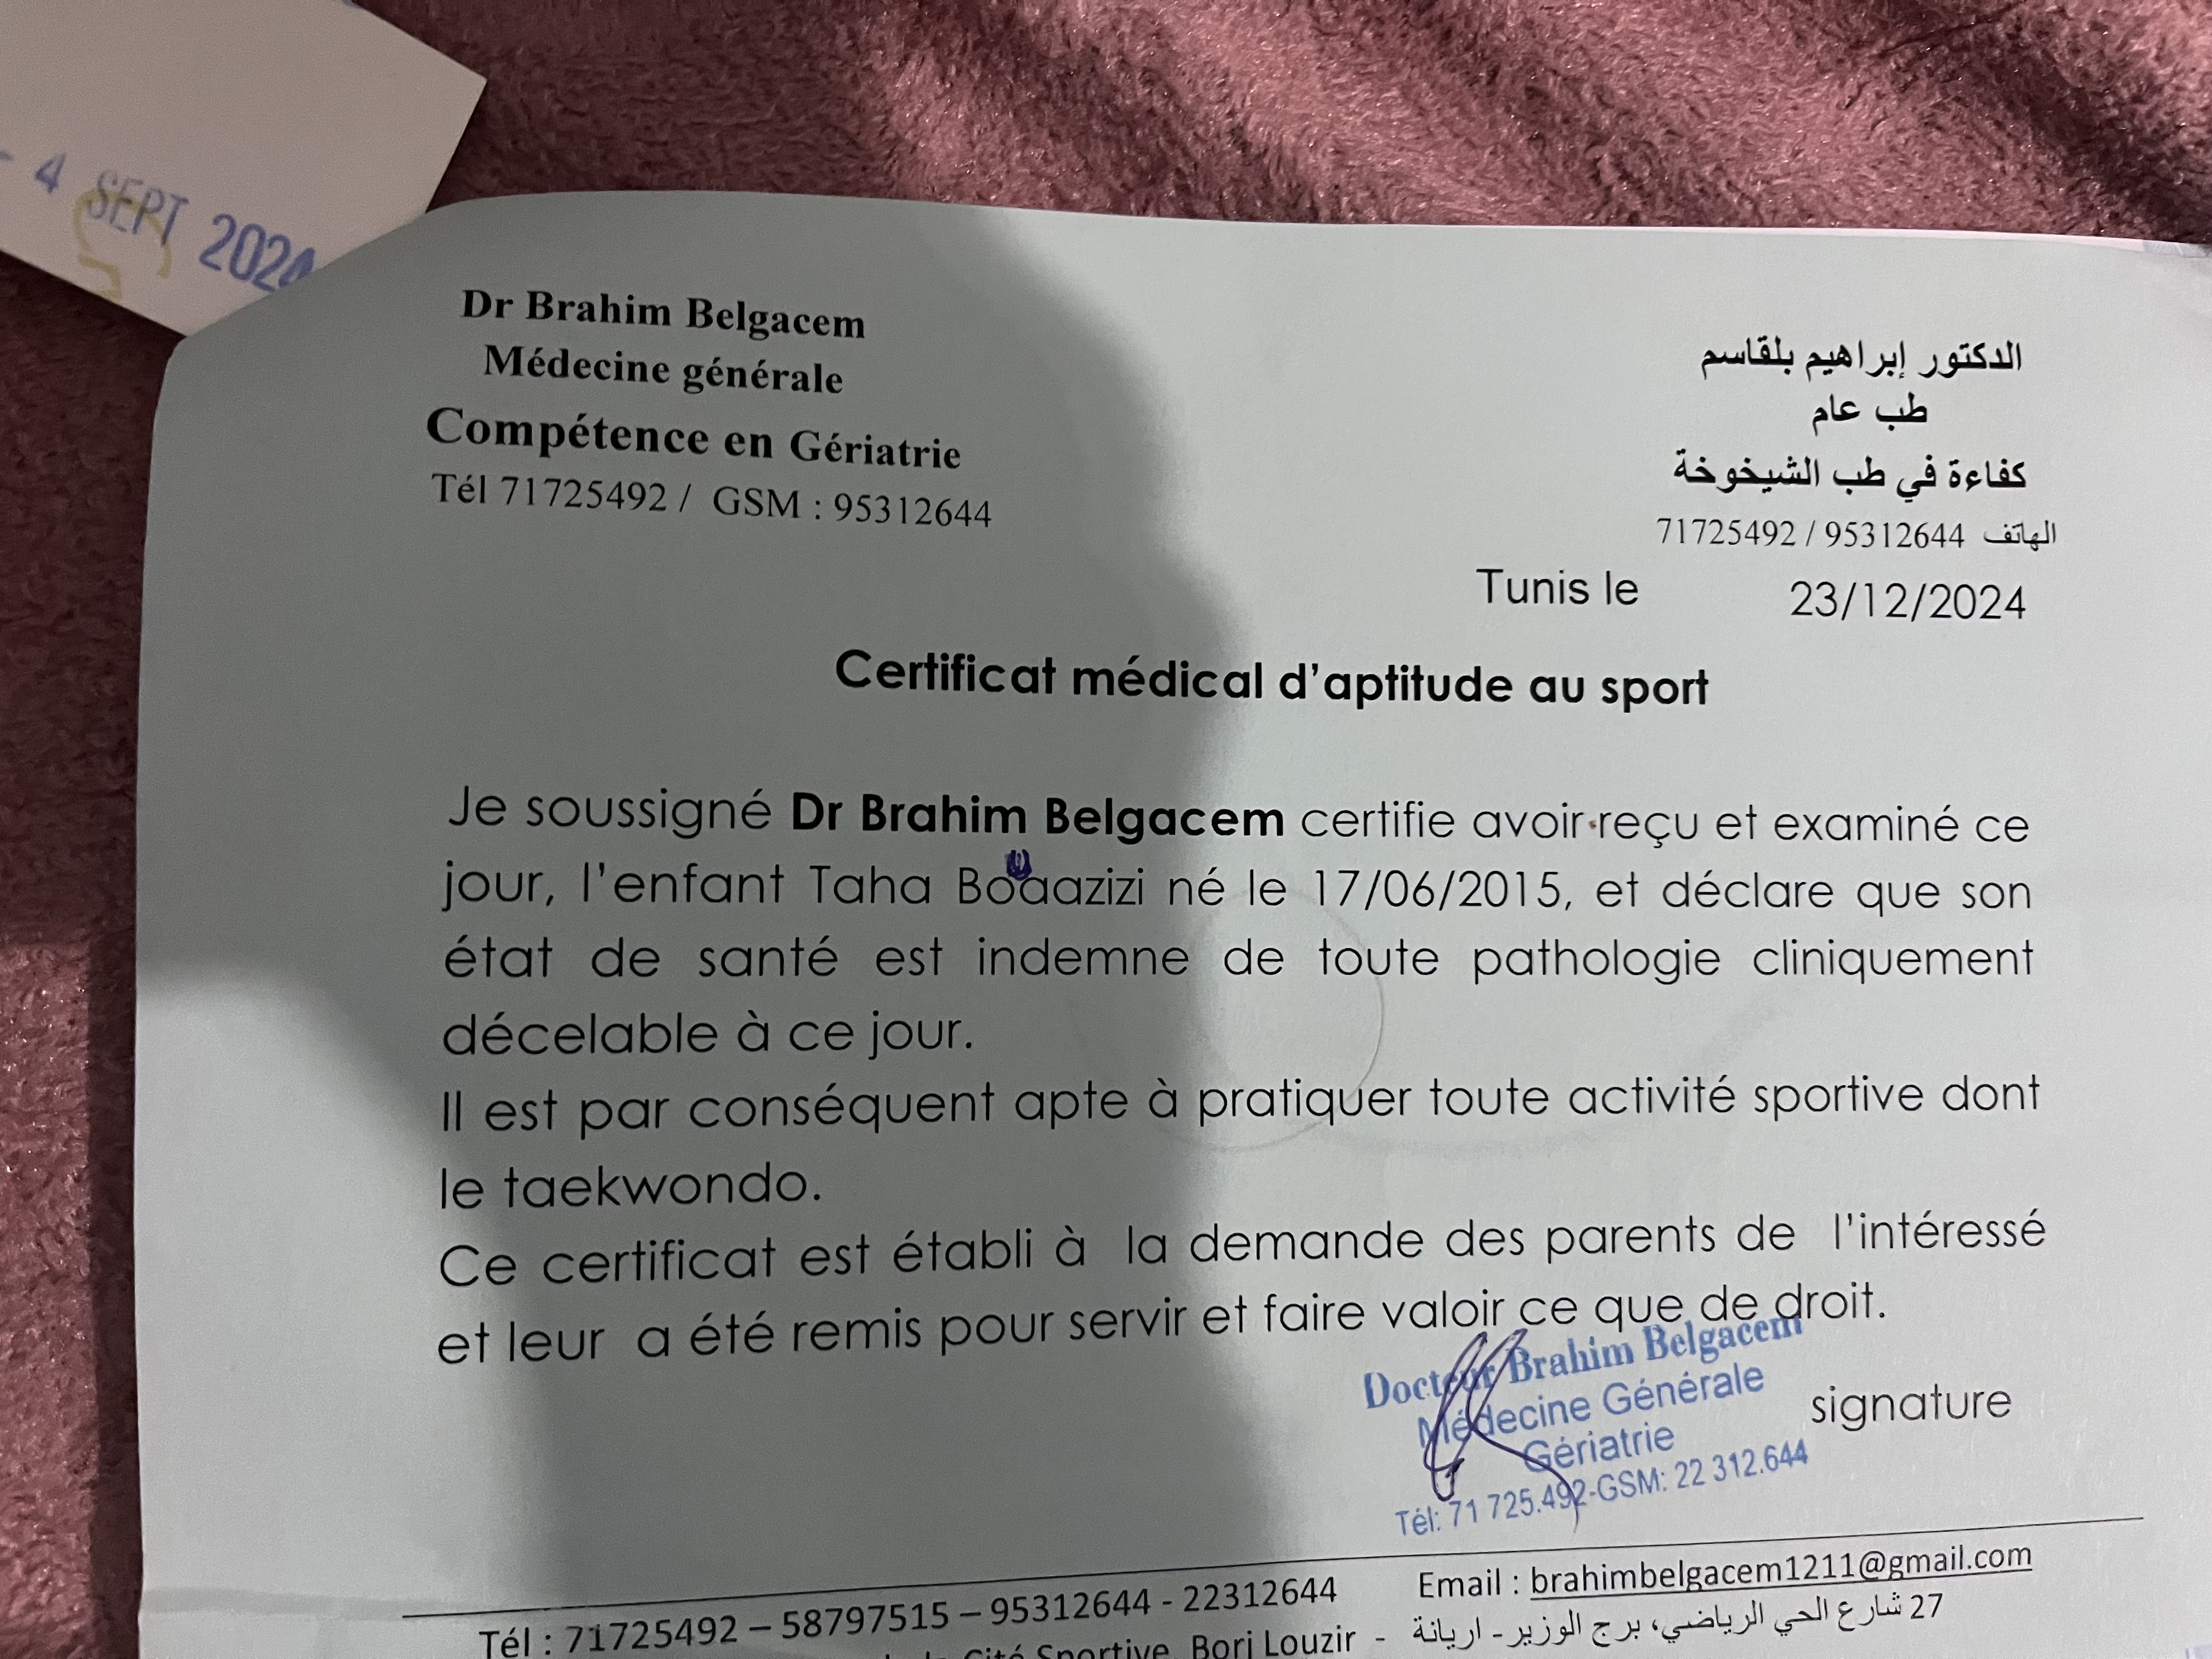 - 4 SEPT 2024
Dr Brahim Belgacem
Médecine générale
Compétence en Gériatrie
Tél 71725492 / GSM : 95312644
الدكتور إبراهيم بلقاسم
طب عام
كفاءة في طب الشيخوخة
الهاتف 95312644 / 71725492
Tunis le 23/12/2024
Certificat médical d'aptitude au sport
Je soussigné Dr Brahim Belgacem certifie avoir reçu et examiné ce
jour, l'enfant Taha Bouaazizi né le 17/06/2015, et déclare que son
état de santé est indemne de toute pathologie cliniquement
décelable à ce jour.
Il est par conséquent apte à pratiquer toute activité sportive dont
le taekwondo.
Ce certificat est établi à la demande des parents de l'intéressé
et leur a été remis pour servir et faire valoir ce que de droit.
Docteur Brahim Belgacem
Médecine Générale
Gériatrie
Tél: 71 725.492-GSM: 22 312.644
signature
Tél : 71725492 – 58797515 – 95312644 - 22312644 Email : brahimbelgacem1211@gmail.com
Cité Sportive, Borj Louzir - 27 شارع الحي الرياضي، برج الوزير- اريانة